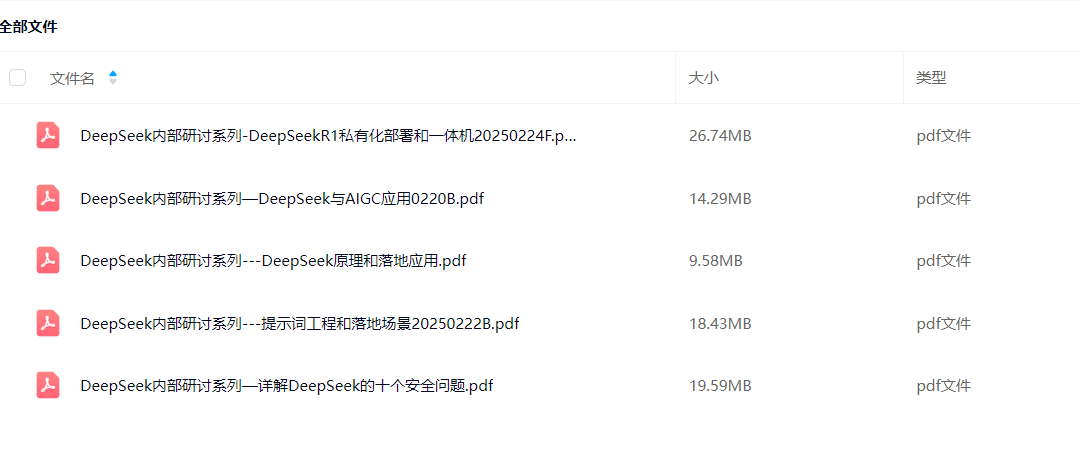 全部文件
文件名 大小 类型
DeepSeek内部研讨系列-DeepSeekR1私有化部署和一体机20250224F.p... 26.74MB pdf文件
DeepSeek内部研讨系列—DeepSeek与AIGC应用0220B.pdf 14.29MB pdf文件
DeepSeek内部研讨系列---DeepSeek原理和落地应用.pdf 9.58MB pdf文件
DeepSeek内部研讨系列---提示词工程和落地场景20250222B.pdf 18.43MB pdf文件
DeepSeek内部研讨系列—详解DeepSeek的十个安全问题.pdf 19.59MB pdf文件